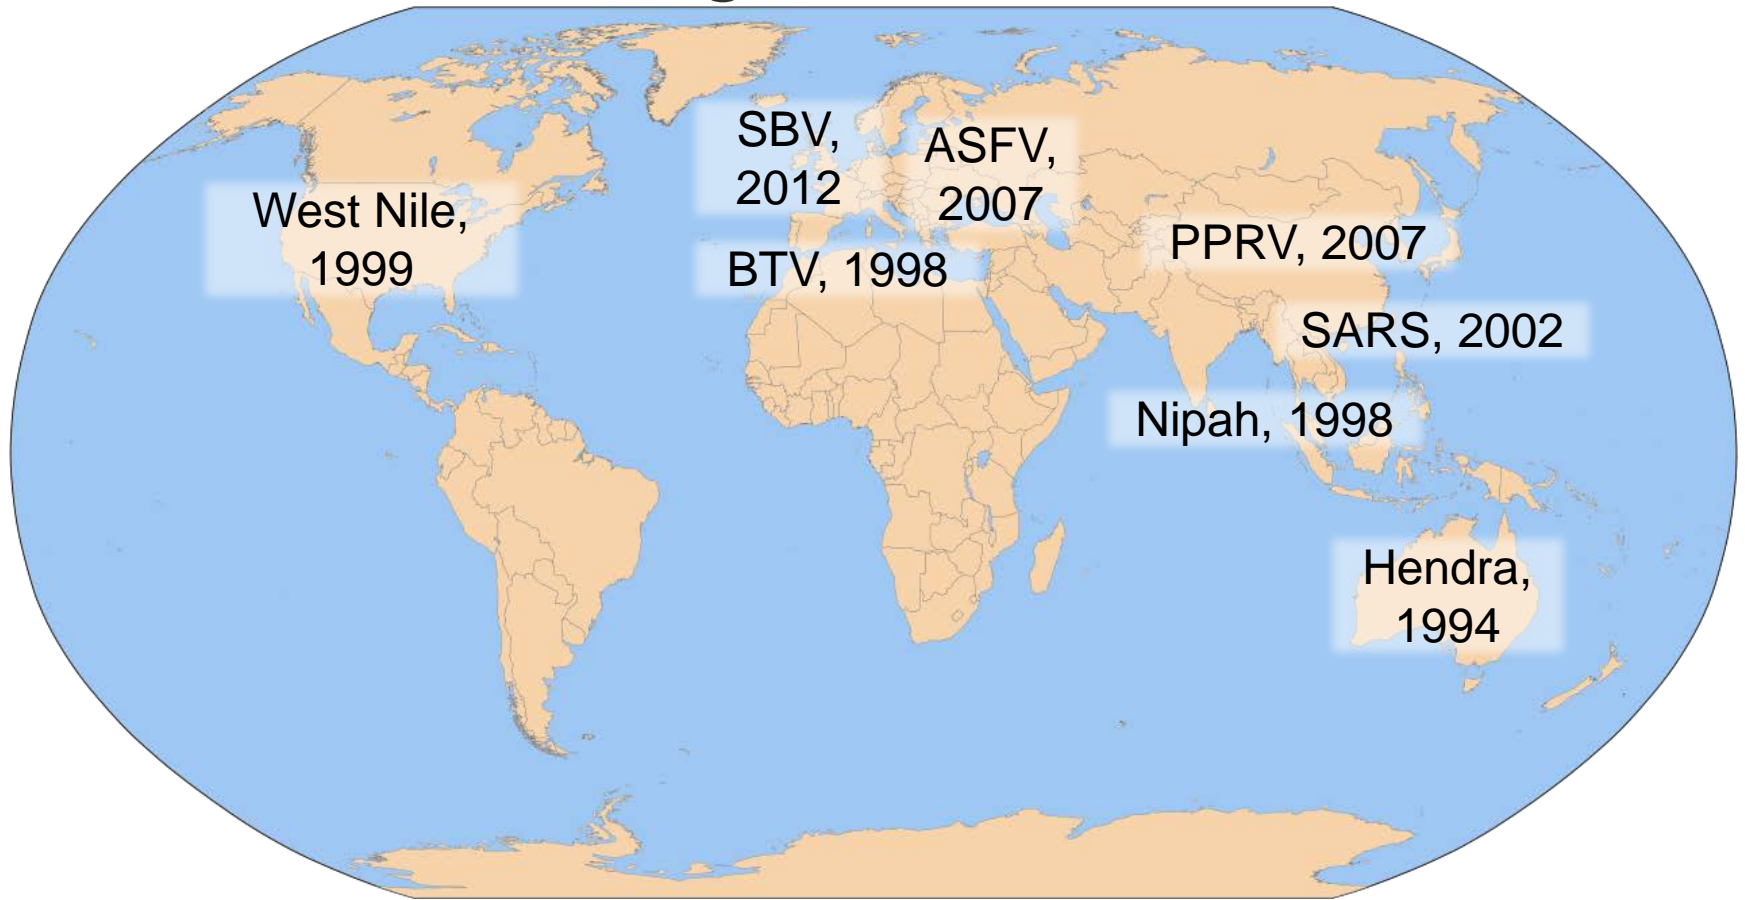 SBV,
2012
ASFV,
2007
West Nile,
1999
PPRV, 2007
BTV, 1998
SARS, 2002
Nipah, 1998
Hendra,
1994